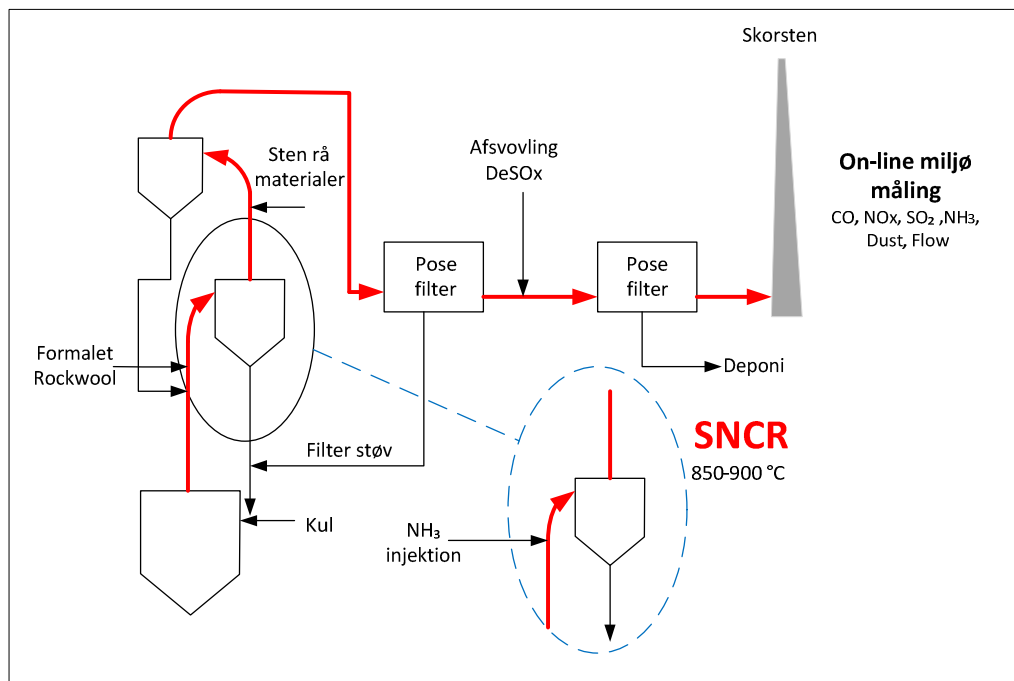 Skorsten
Sten rå
materialer
Afsvovling
DeSOx
On-line miljø
måling
CO, NOx, SO₂ ,NH₃,
Dust, Flow
Pose
filter
Pose
filter
Formalet
Rockwool
Deponi
Filter støv
SNCR
850-900 °C
Kul
NH₃
injektion